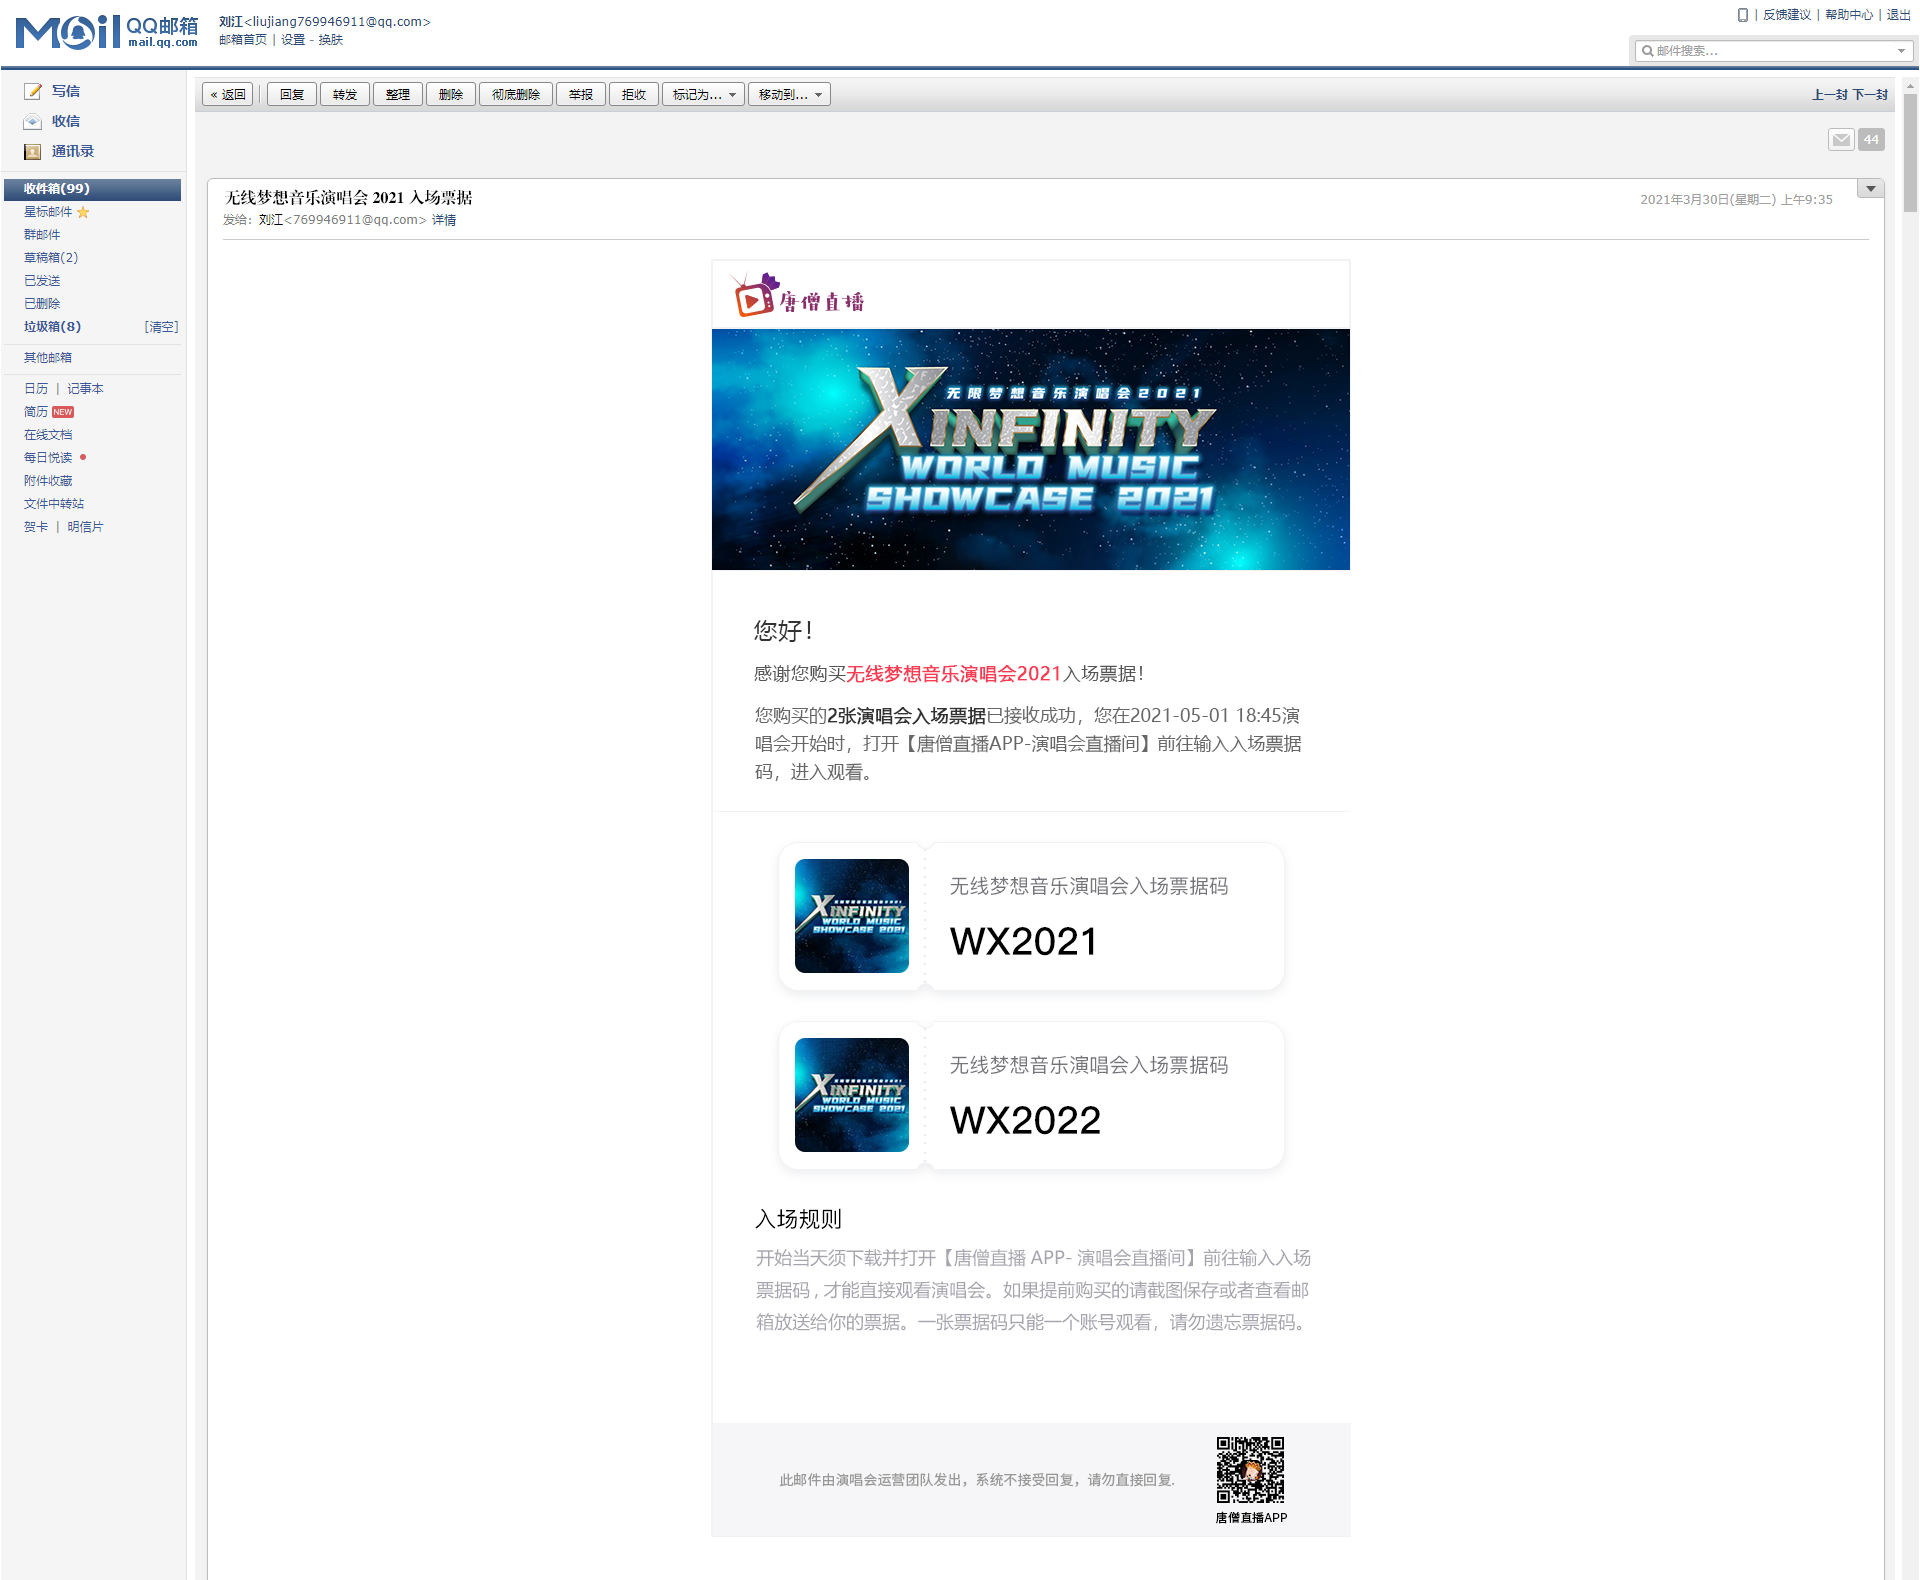 Mail QQ邮箱
mail.qq.com
刘江<liujiang769946911@qq.com>
邮箱首页 | 设置 - 换肤
| 反馈建议 | 帮助中心 | 退出
邮件搜索...
写信
收信
通讯录
收件箱(99)
星标邮件
群邮件
草稿箱(2)
已发送
已删除
垃圾箱(8) [清空]
其他邮箱
日历 | 记事本
简历 NEW
在线文档
每日悦读
附件收藏
文件中转站
贺卡 | 明信片
« 返回 回复 转发 整理 删除 彻底删除 举报 拒收 标记为... 移动到...
上一封 下一封
44
无线梦想音乐演唱会 2021 入场票据
2021年3月30日(星期二) 上午9:35
发给：刘江<769946911@qq.com> 详情
唐僧直播
无限梦想音乐演唱会2021
XINFINITY
WORLD MUSIC
SHOWCASE 2021
您好！
感谢您购买无线梦想音乐演唱会2021入场票据！
您购买的2张演唱会入场票据已接收成功，您在2021-05-01 18:45演
唱会开始时，打开【唐僧直播APP-演唱会直播间】前往输入入场票据
码，进入观看。
XINFINITY
WORLD MUSIC
SHOWCASE 2021
无线梦想音乐演唱会入场票据码
WX2021
XINFINITY
WORLD MUSIC
SHOWCASE 2021
无线梦想音乐演唱会入场票据码
WX2022
入场规则
开始当天须下载并打开【唐僧直播 APP- 演唱会直播间】前往输入入场
票据码 , 才能直接观看演唱会。如果提前购买的请截图保存或者查看邮
箱放送给你的票据。一张票据码只能一个账号观看，请勿遗忘票据码。
此邮件由演唱会运营团队发出，系统不接受回复，请勿直接回复.
唐僧直播APP